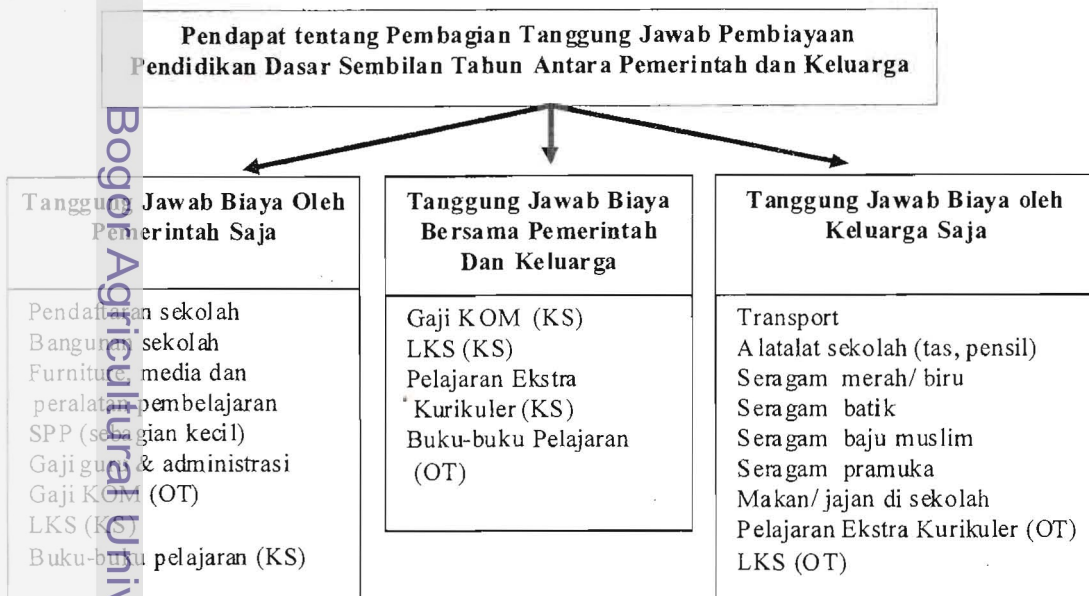 Pendapat tentang Pembagian Tanggung Jawab Pembiayaan
Pendidikan Dasar Sembilan Tahun Antara Pemerintah dan Keluarga
Tanggung Jawab Biaya Oleh
Pemerintah Saja
Pendaftaran sekolah
Bangunan sekolah
Furniture, media dan
peralatan pembelajaran
SPP (sebagian kecil)
Gaji guru & administrasi
Gaji KOM (OT)
LKS (KS)
Buku-buku pelajaran (KS)
Tanggung Jawab Biaya
Bersama Pemerintah
Dan Keluarga
Gaji KOM (KS)
LKS (KS)
Pelajaran Ekstra
Kurikuler (KS)
Buku-buku Pelajaran
(OT)
Tanggung Jawab Biaya oleh
Keluarga Saja
Transport
Alatalat sekolah (tas, pensil)
Seragam merah/ biru
Seragam batik
Seragam baju muslim
Seragam pramuka
Makan/ jajan di sekolah
Pelajaran Ekstra Kurikuler (OT)
LKS (OT)
Bogor Agricultural Univ